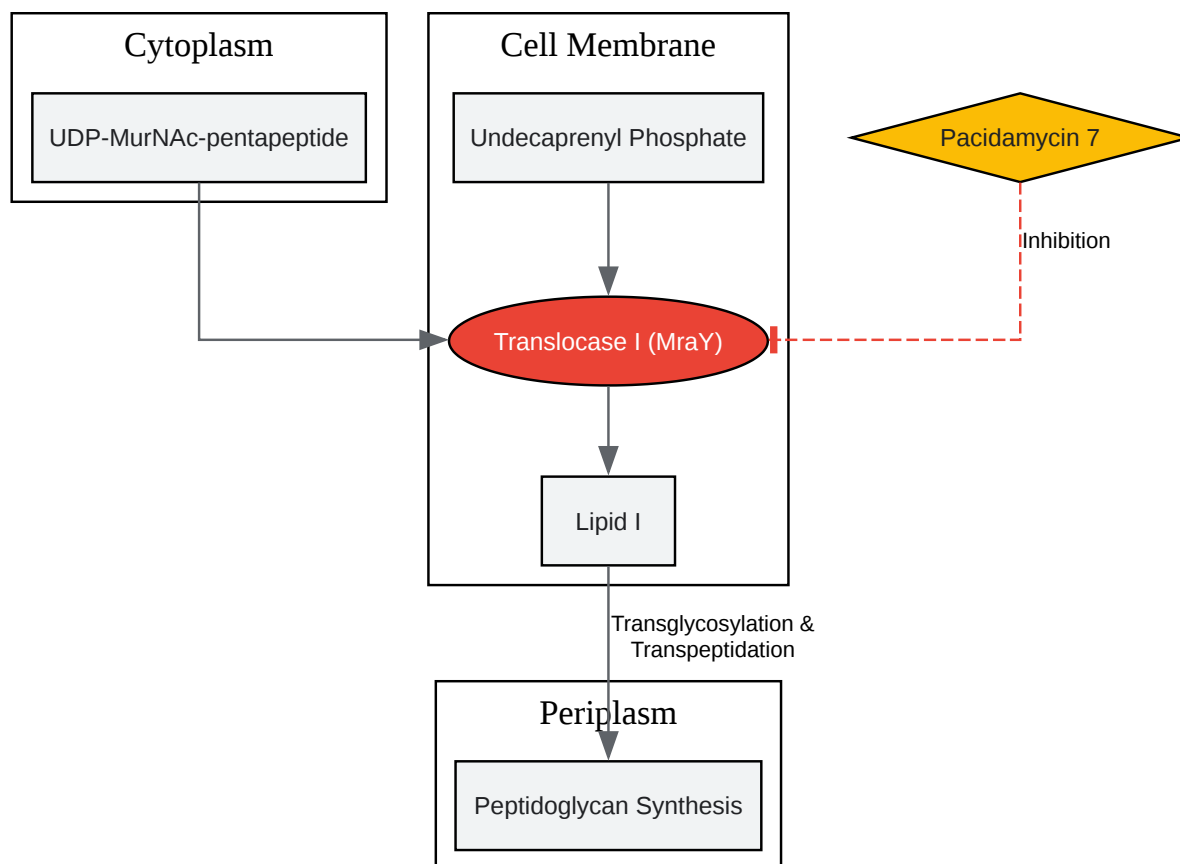 Cytoplasm
Cell Membrane
UDP-MurNAc-pentapeptide
Undecaprenyl Phosphate
Pacidamycin 7
Inhibition
Translocase I (MraY)
Lipid I
Transglycosylation &
Transpeptidation
Periplasm
Peptidoglycan Synthesis